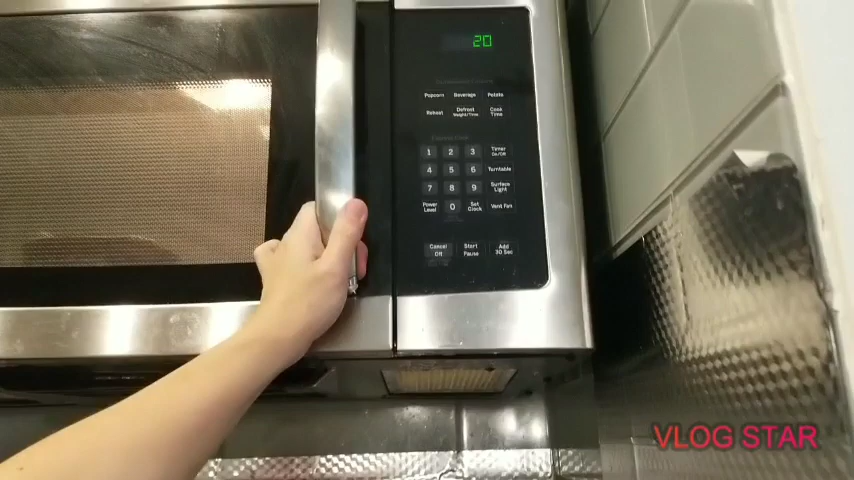 20
Popcorn Beverage Potato
Reheat Defrost Weight/Time Cook Time
1 2 3 Timer On/Off
4 5 6 Turntable
7 8 9 Surface Light
Power Level 0 Set Clock Vent Fan
Cancel Off Start Pause Add 30 Sec
VLOG STAR